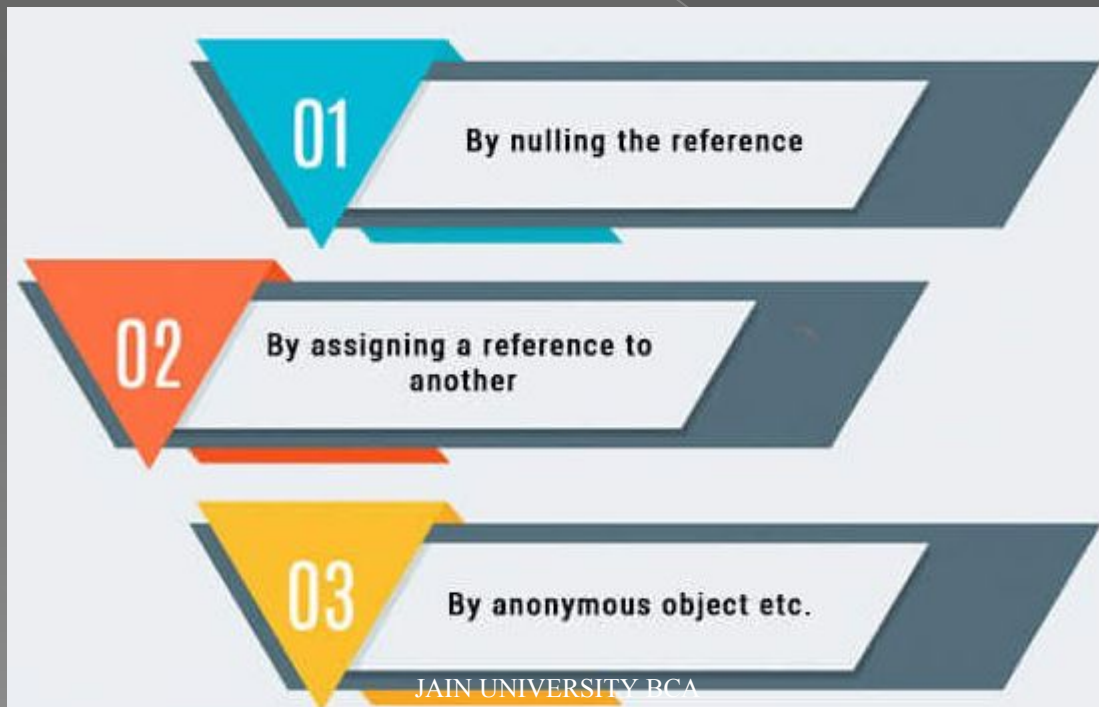 01
By nulling the reference
02
By assigning a reference to
another
03
By anonymous object etc.
JAIN UNIVERSITY BCA